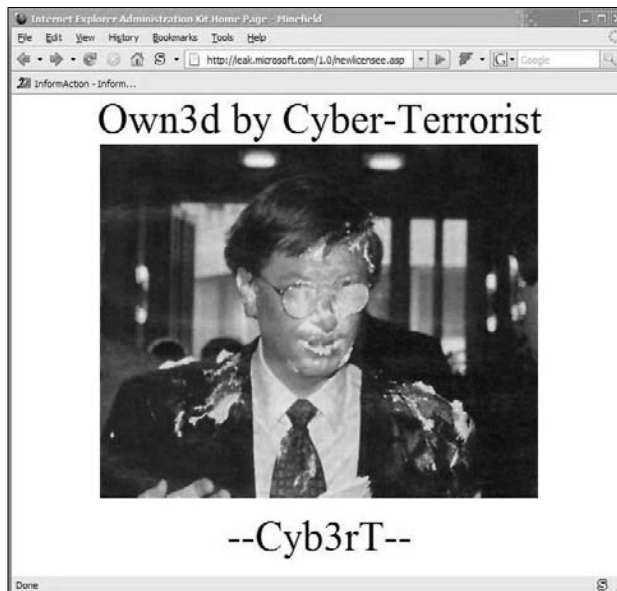 Internet Explorer Administration Kit Home Page - Minefield
File Edit View History Bookmarks Tools Help
http://ieak.microsoft.com/1.0/newlicensee.asp
Google
InformAction - Inform...
Own3d by Cyber-Terrorist
--Cyb3rT--
Done